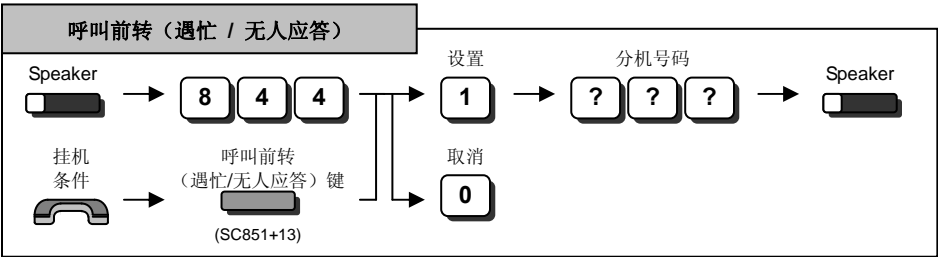 呼叫前转（遇忙 / 无人应答）
Speaker
8 4 4
设置
1
分机号码
? ? ?
Speaker
挂机
条件
呼叫前转
（遇忙/无人应答）键
(SC851+13)
取消
0